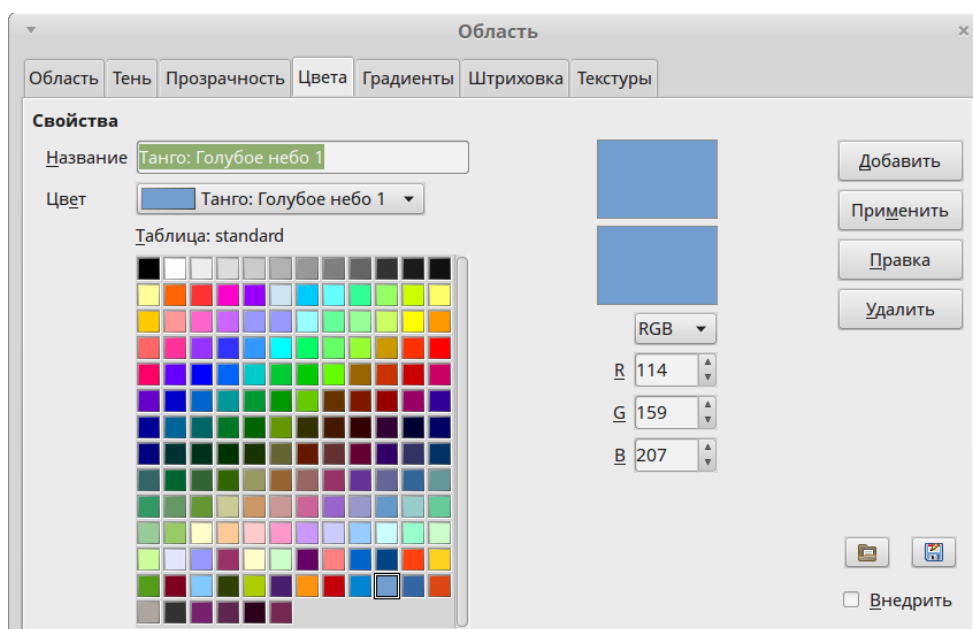 Область
Область Тень Прозрачность Цвета Градиенты Штриховка Текстуры
Свойства
Название Танго: Голубое небо 1
Цвет Танго: Голубое небо 1
Таблица: standard
RGB
R 114
G 159
B 207
Добавить
Применить
Правка
Удалить
Внедрить